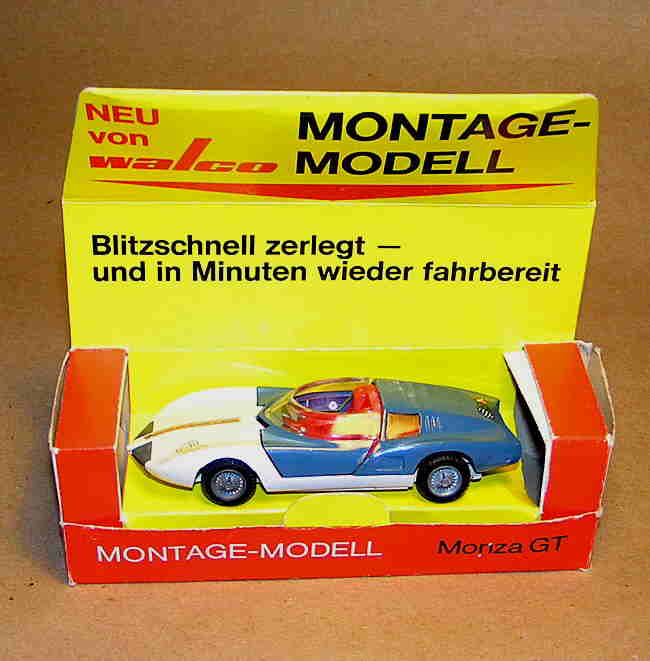 NEU
von
walco
MONTAGE-
MODELL
Blitzschnell zerlegt —
und in Minuten wieder fahrbereit
MONTAGE-MODELL
Monza GT